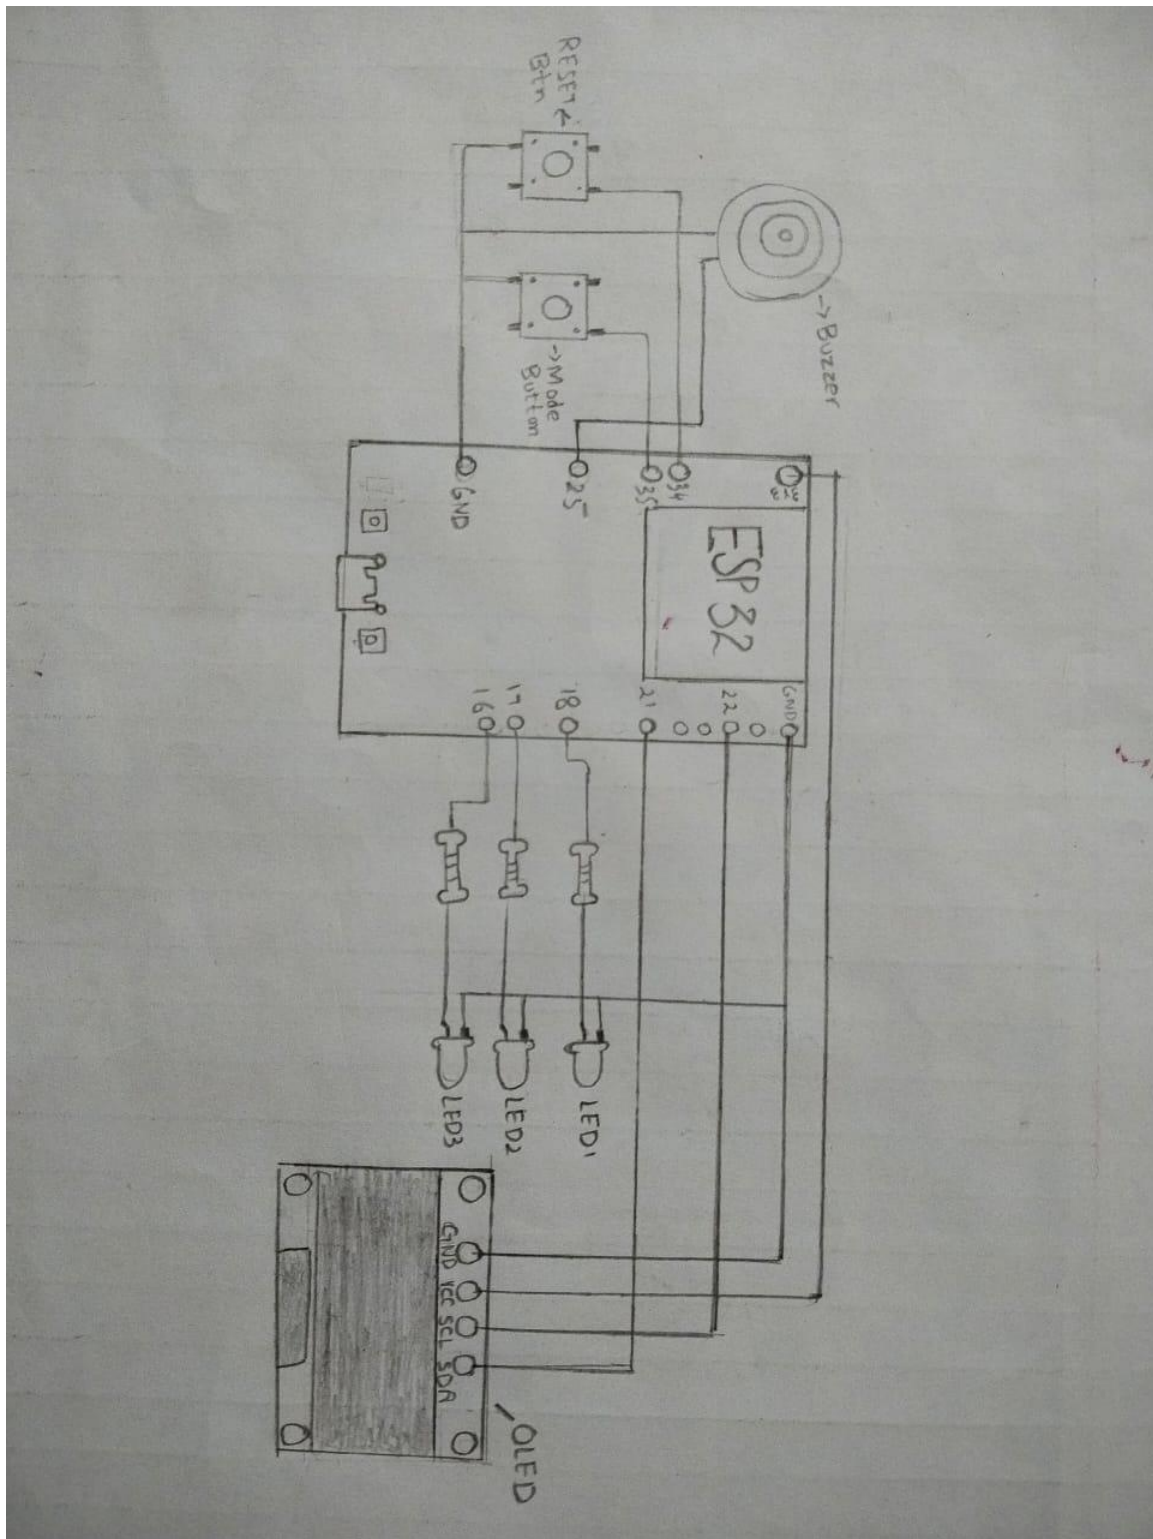 RESET
Btn
Mode
Button
Buzzer
GND
25
35
34
3v3
ESP 32
16
17
18
21
22
GND
LED3
LED2
LED1
GND
VCC
SCL
SDA
OLED